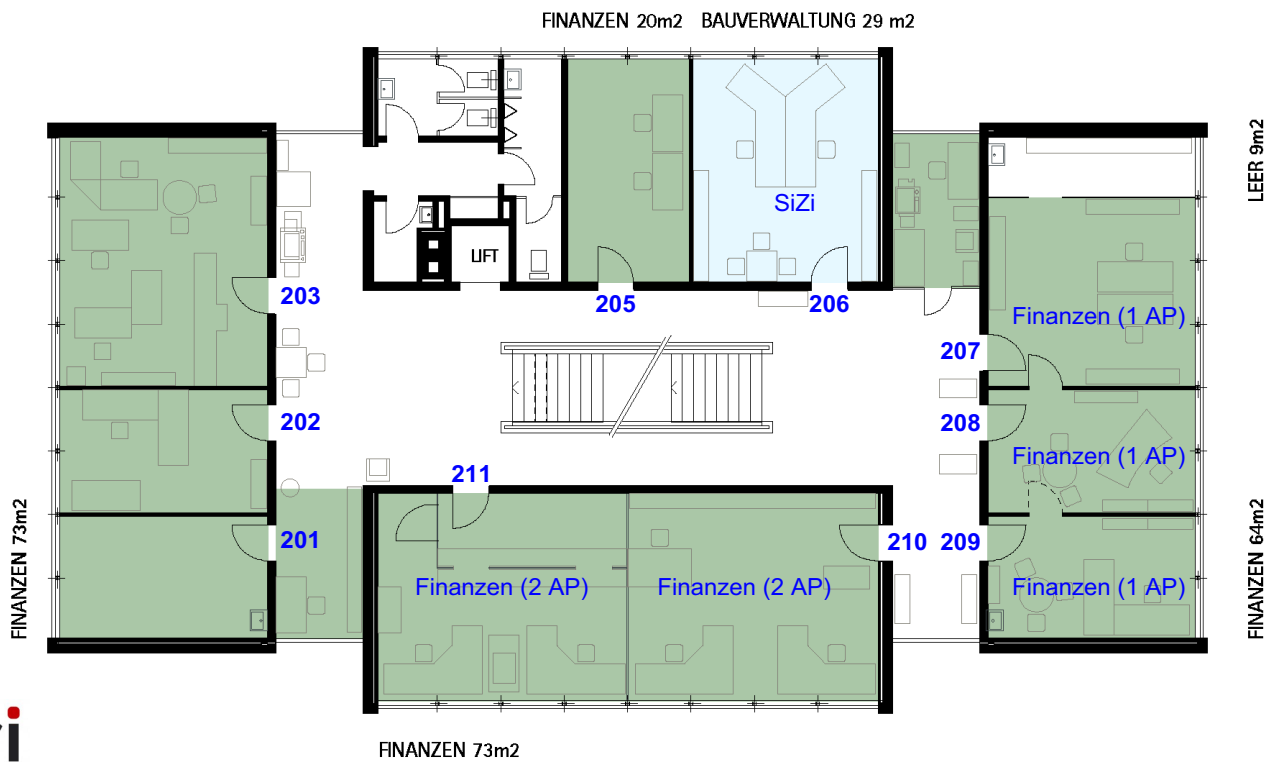 FINANZEN 20m2 BAUVERWALTUNG 29 m2
LEER 9m2
SiZi
LIFT
203
205
206
Finanzen (1 AP)
207
202
208
211
Finanzen (1 AP)
FINANZEN 73m2
201
210
209
FINANZEN 64m2
Finanzen (2 AP)
Finanzen (2 AP)
Finanzen (1 AP)
FINANZEN 73m2